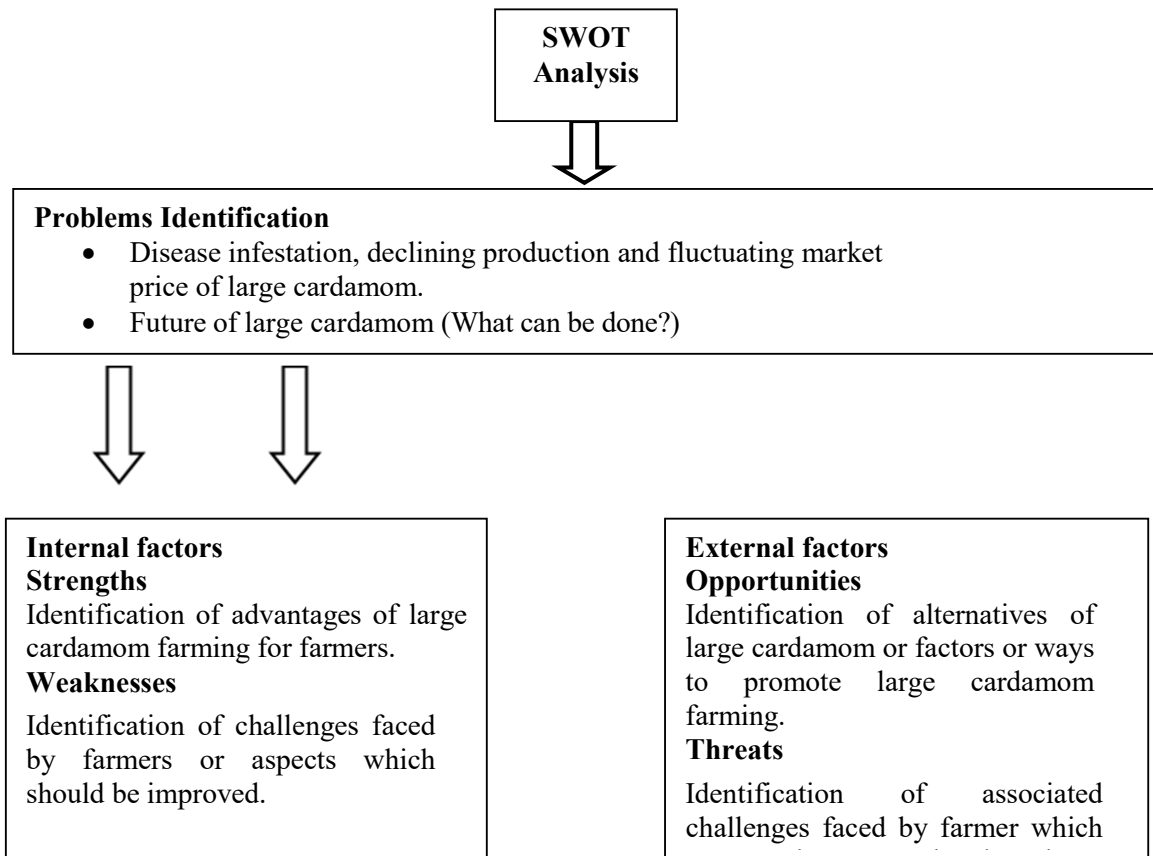 SWOT
Analysis
Problems Identification
• Disease infestation, declining production and fluctuating market
price of large cardamom.
• Future of large cardamom (What can be done?)
Internal factors
Strengths
Identification of advantages of large
cardamom farming for farmers.
Weaknesses
Identification of challenges faced
by farmers or aspects which
should be improved.
External factors
Opportunities
Identification of alternatives of
large cardamom or factors or ways
to promote large cardamom
farming.
Threats
Identification of associated
challenges faced by farmer which